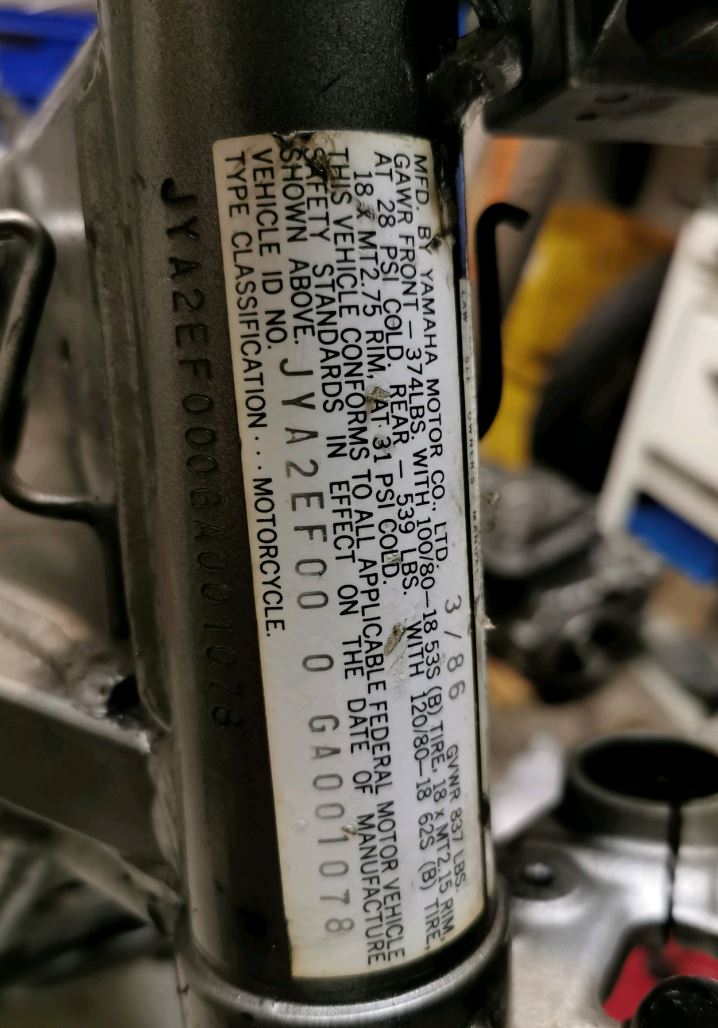 MFD. BY YAMAHA MOTOR CO., LTD. 3/86 GVWR 837 LBS.
GAWR FRONT – 374LBS. WITH 100/80–18 53S (B) TIRE, 18 x MT2.15 RIM,
AT 28 PSI COLD. REAR – 539 LBS. WITH 120/80–18 62S (B) TIRE,
18 x MT2.75 RIM, AT 31 PSI COLD.
THIS VEHICLE CONFORMS TO ALL APPLICABLE FEDERAL MOTOR VEHICLE
SAFETY STANDARDS IN EFFECT ON THE DATE OF MANUFACTURE
SHOWN ABOVE.
VEHICLE ID NO. JYA2EF00 0 GA001078
TYPE CLASSIFICATION ... MOTORCYCLE.
JYA2EF000GA001078
LAW OWNER'S MANUAL